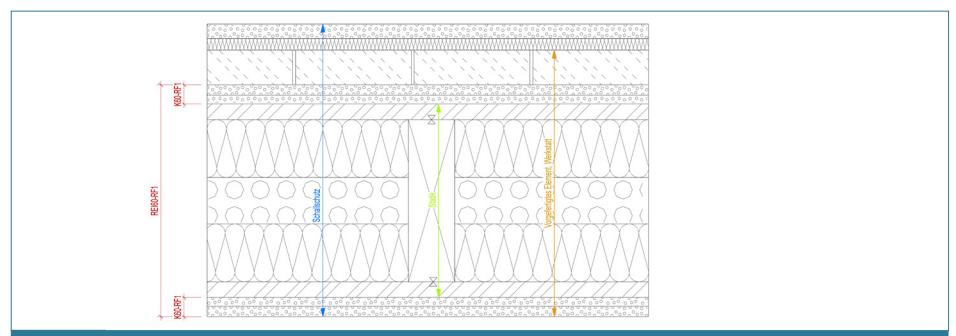 K60-RF1
REI60-RF1
K60-RF1
Schallschutz
Statik
Vorgefertigtes Element, Werkstatt